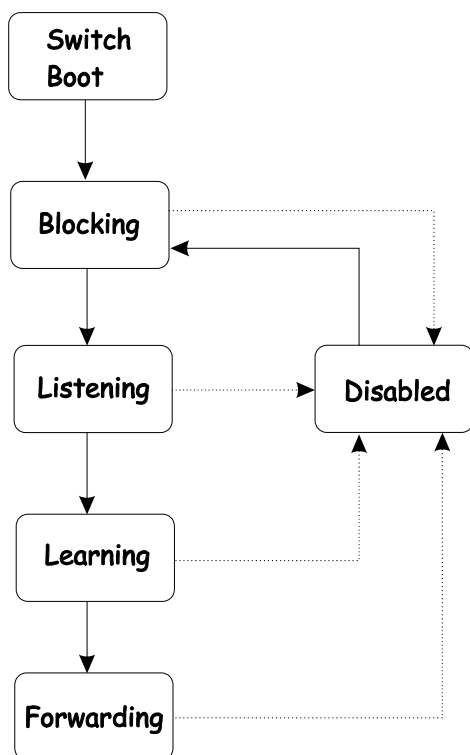 Switch
Boot
Blocking
Listening
Disabled
Learning
Forwarding